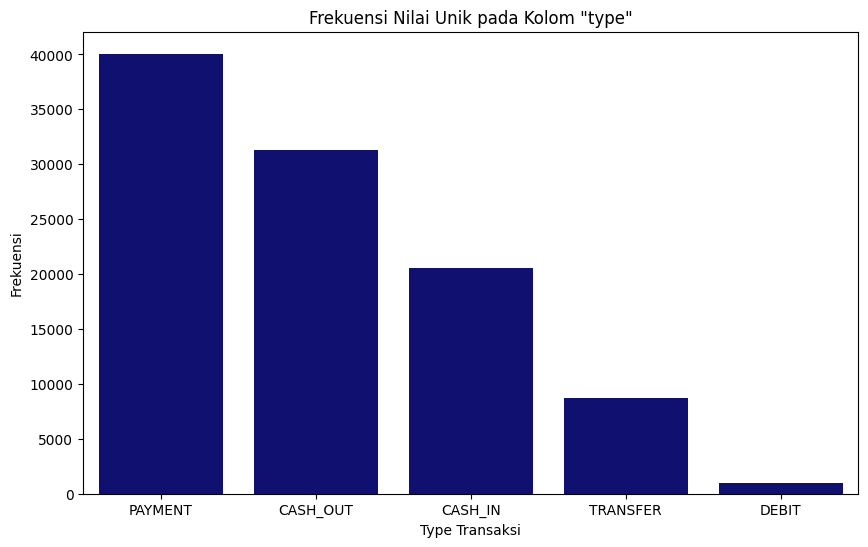 Frekuensi Nilai Unik pada Kolom "type"
Frekuensi
40000
35000
30000
25000
20000
15000
10000
5000
0
PAYMENT CASH_OUT CASH_IN TRANSFER DEBIT
Type Transaksi